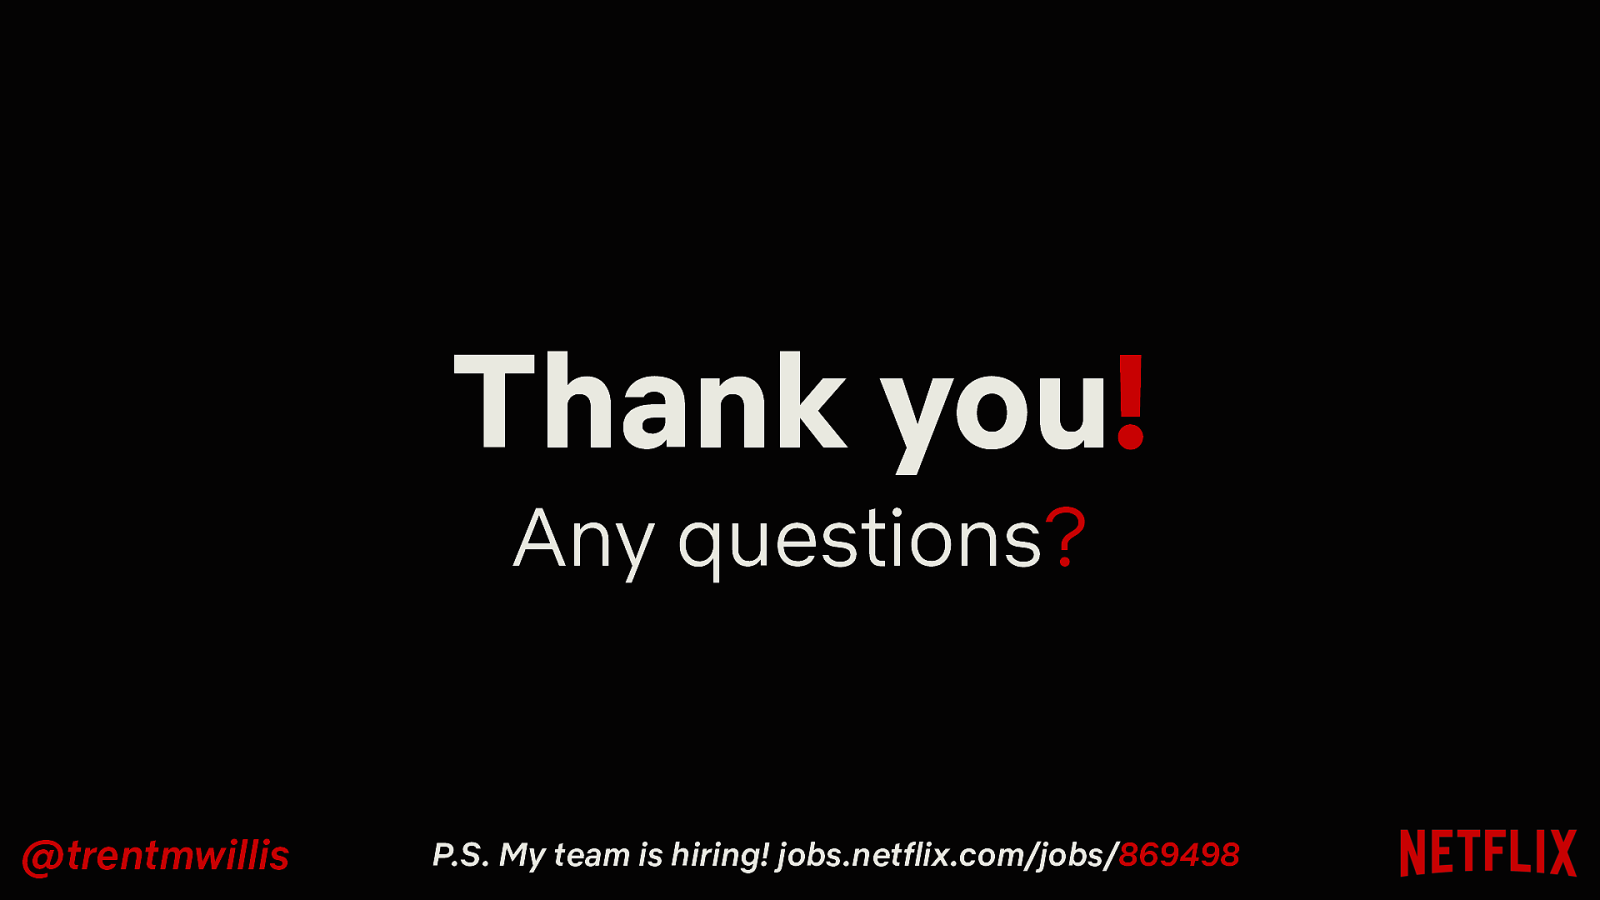 Thank you!
Any questions?
@trentmwillis
P.S. My team is hiring! jobs.netflix.com/jobs/869498
NETFLIX